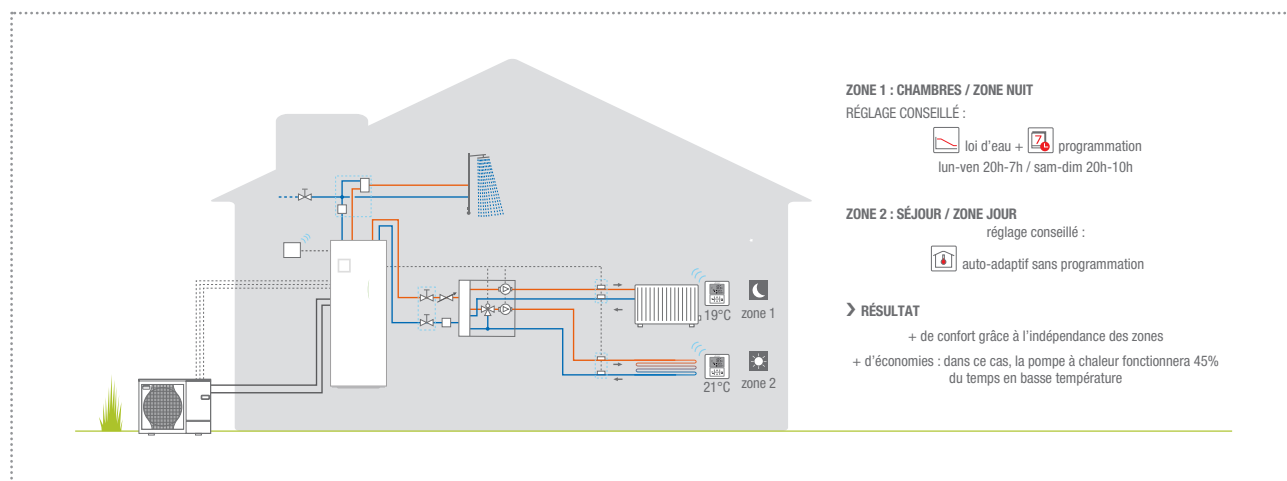 ZONE 1 : CHAMBRES / ZONE NUIT
RÉGLAGE CONSEILLÉ :
loi d'eau + 7 programmation
lun-ven 20h-7h / sam-dim 20h-10h
ZONE 2 : SÉJOUR / ZONE JOUR
réglage conseillé :
auto-adaptif sans programmation
❯ RÉSULTAT
+ de confort grâce à l'indépendance des zones
+ d'économies : dans ce cas, la pompe à chaleur fonctionnera 45%
du temps en basse température
19°C zone 1
21°C zone 2